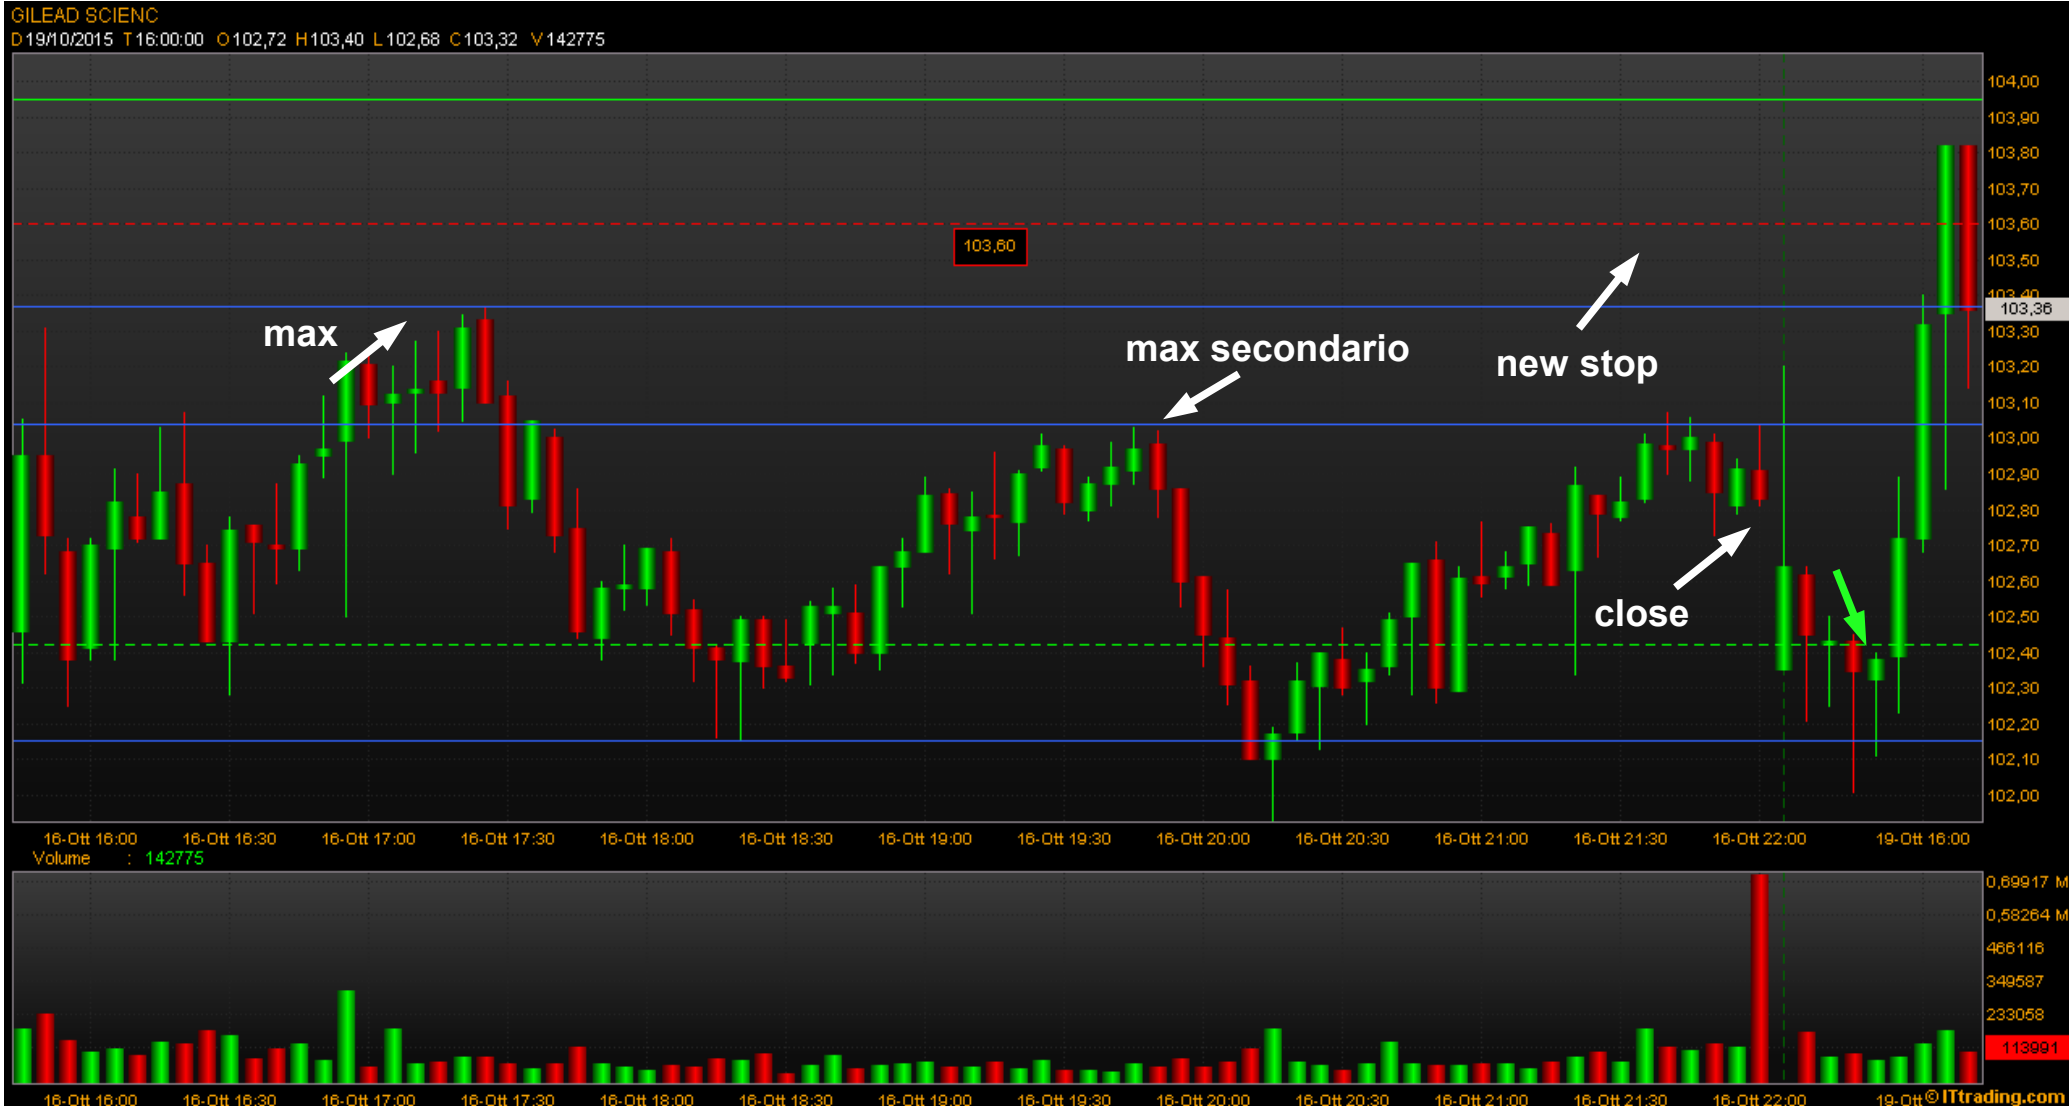 GILEAD SCIENC
D 19/10/2015 T 16:00:00 O 102,72 H 103,40 L 102,68 C 103,32 V 142775
104,00
103,90
103,80
103,70
103,60
103,60
103,50
103,40
103,36
max
max secondario
new stop
103,30
103,20
103,10
103,00
102,90
102,80
102,70
102,60
close
102,50
102,40
102,30
102,20
102,10
102,00
16-Ott 16:00 16-Ott 16:30 16-Ott 17:00 16-Ott 17:30 16-Ott 18:00 16-Ott 18:30 16-Ott 19:00 16-Ott 19:30 16-Ott 20:00 16-Ott 20:30 16-Ott 21:00 16-Ott 21:30 16-Ott 22:00 19-Ott 16:00
Volume : 142775
0,69917 M
0,58264 M
466116
349587
233058
113991
16-Ott 16:00 16-Ott 16:30 16-Ott 17:00 16-Ott 17:30 16-Ott 18:00 16-Ott 18:30 16-Ott 19:00 16-Ott 19:30 16-Ott 20:00 16-Ott 20:30 16-Ott 21:00 16-Ott 21:30 16-Ott 22:00 19-Ott © ITtrading.com